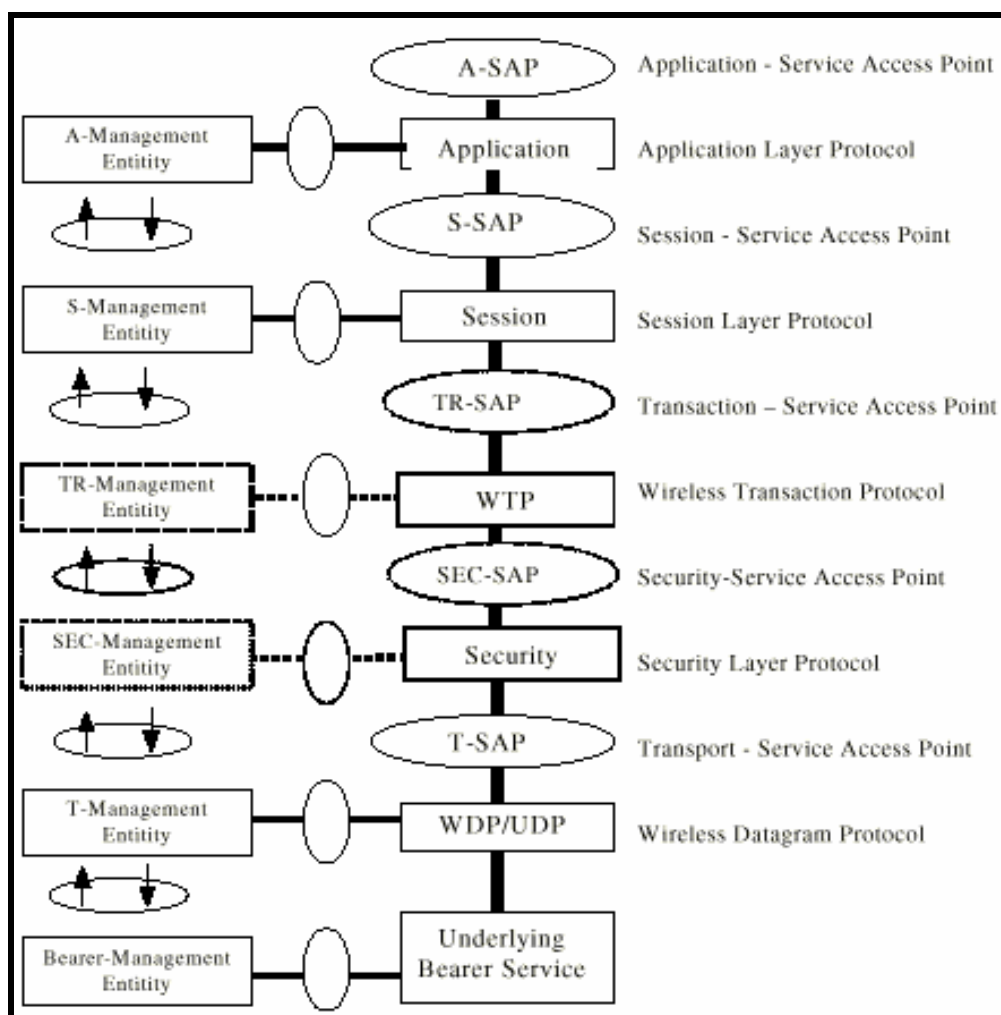 A-SAP
Application - Service Access Point
A-Management
Entitity
Application
Application Layer Protocol
S-SAP
Session - Service Access Point
S-Management
Entitity
Session
Session Layer Protocol
TR-SAP
Transaction – Service Access Point
TR-Management
Entitity
WTP
Wireless Transaction Protocol
SEC-SAP
Security-Service Access Point
SEC-Management
Entitity
Security
Security Layer Protocol
T-SAP
Transport - Service Access Point
T-Management
Entitity
WDP/UDP
Wireless Datagram Protocol
Bearer-Management
Entitity
Underlying
Bearer Service